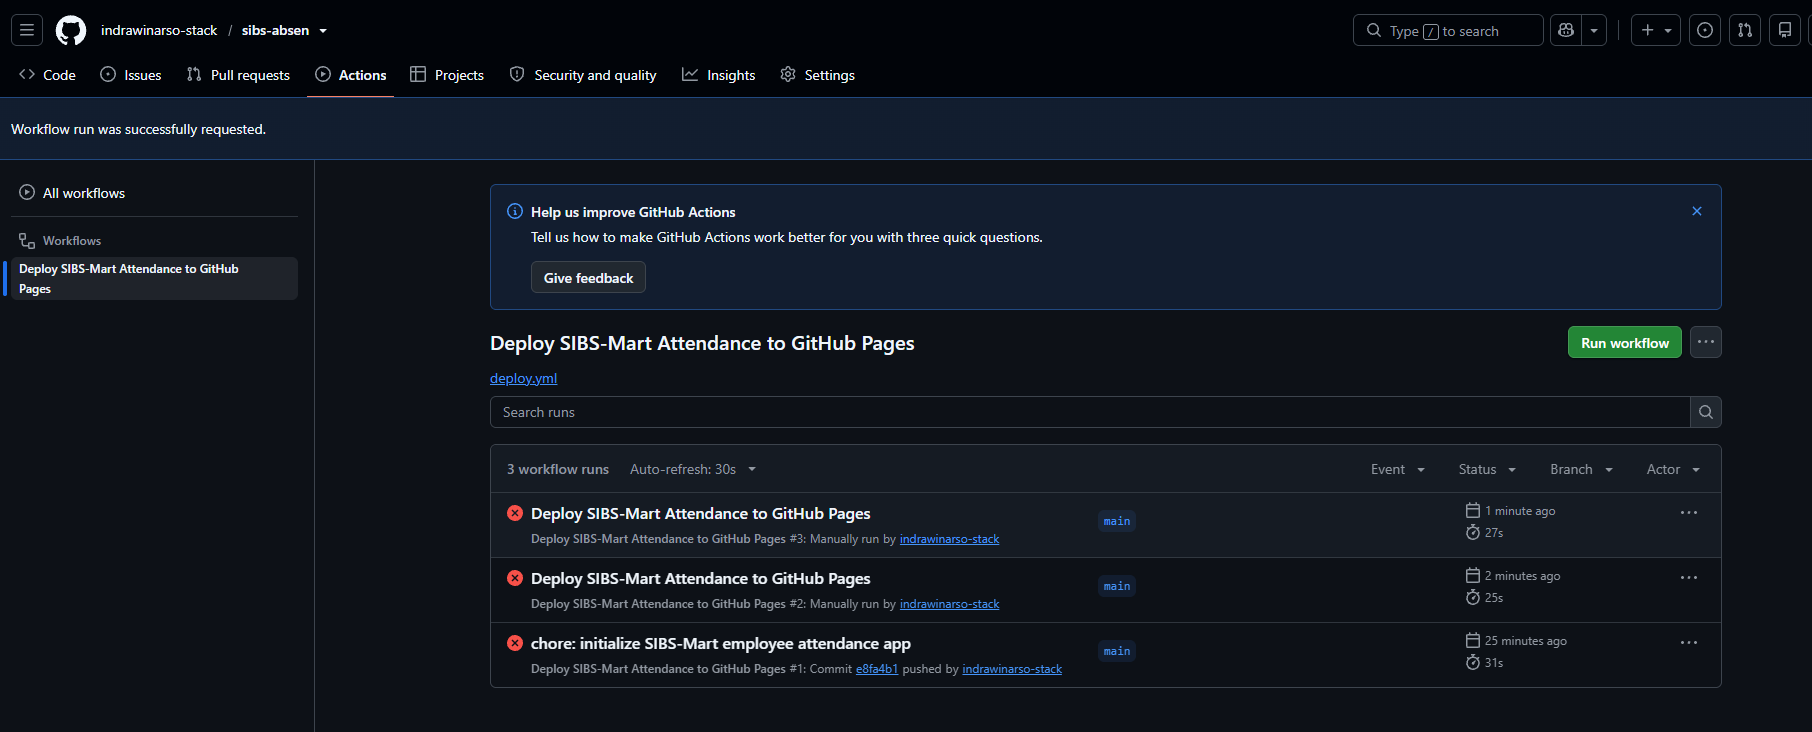 indrawinarso-stack / sibs-absen
Type / to search
Code
Issues
Pull requests
Actions
Projects
Security and quality
Insights
Settings
Workflow run was successfully requested.
All workflows
Workflows
Deploy SIBS-Mart Attendance to GitHub
Pages
Help us improve GitHub Actions
Tell us how to make GitHub Actions work better for you with three quick questions.
Give feedback
Deploy SIBS-Mart Attendance to GitHub Pages
Run workflow
deploy.yml
Search runs
3 workflow runs
Auto-refresh: 30s
Event
Status
Branch
Actor
Deploy SIBS-Mart Attendance to GitHub Pages
main
1 minute ago
Deploy SIBS-Mart Attendance to GitHub Pages #3: Manually run by indrawinarso-stack
27s
Deploy SIBS-Mart Attendance to GitHub Pages
main
2 minutes ago
Deploy SIBS-Mart Attendance to GitHub Pages #2: Manually run by indrawinarso-stack
25s
chore: initialize SIBS-Mart employee attendance app
main
25 minutes ago
Deploy SIBS-Mart Attendance to GitHub Pages #1: Commit e8fa4b1 pushed by indrawinarso-stack
31s